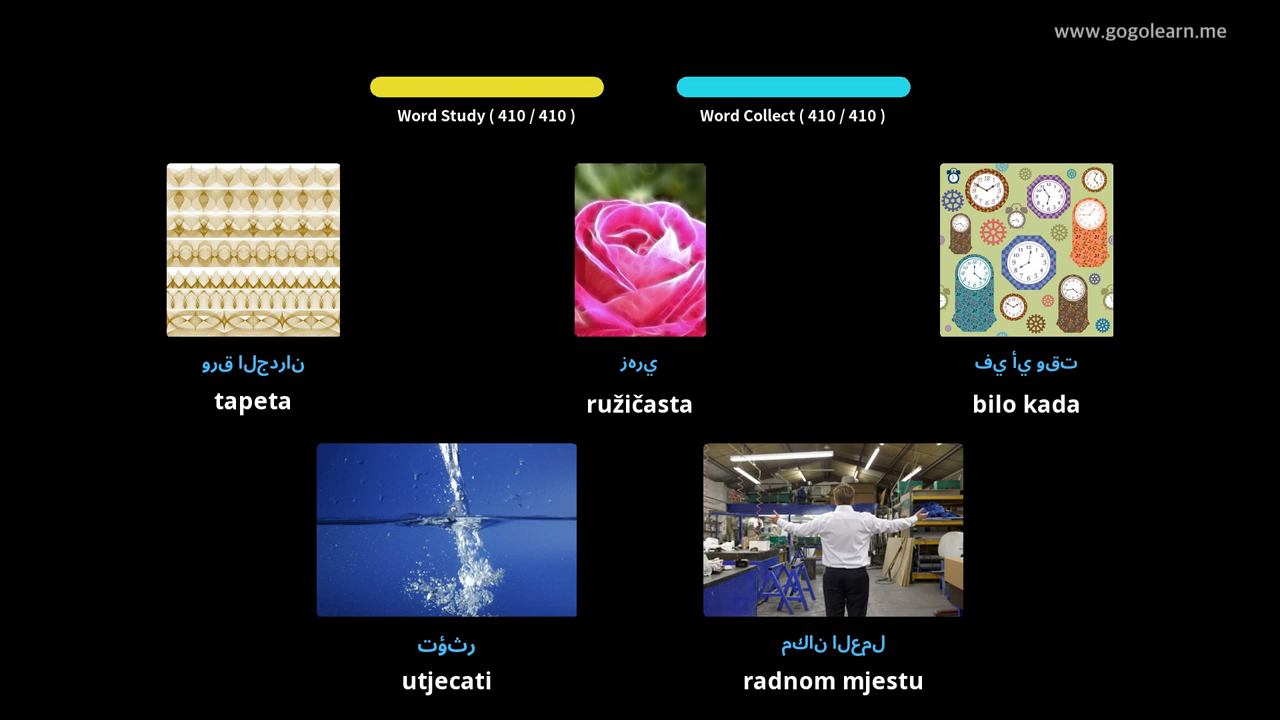 www.gogolearn.me
Word Study ( 410 / 410 )
Word Collect ( 410 / 410 )
ورق الجدران
tapeta
زهري
ružičasta
في أي وقت
bilo kada
تؤثر
utjecati
مكان العمل
radnom mjestu